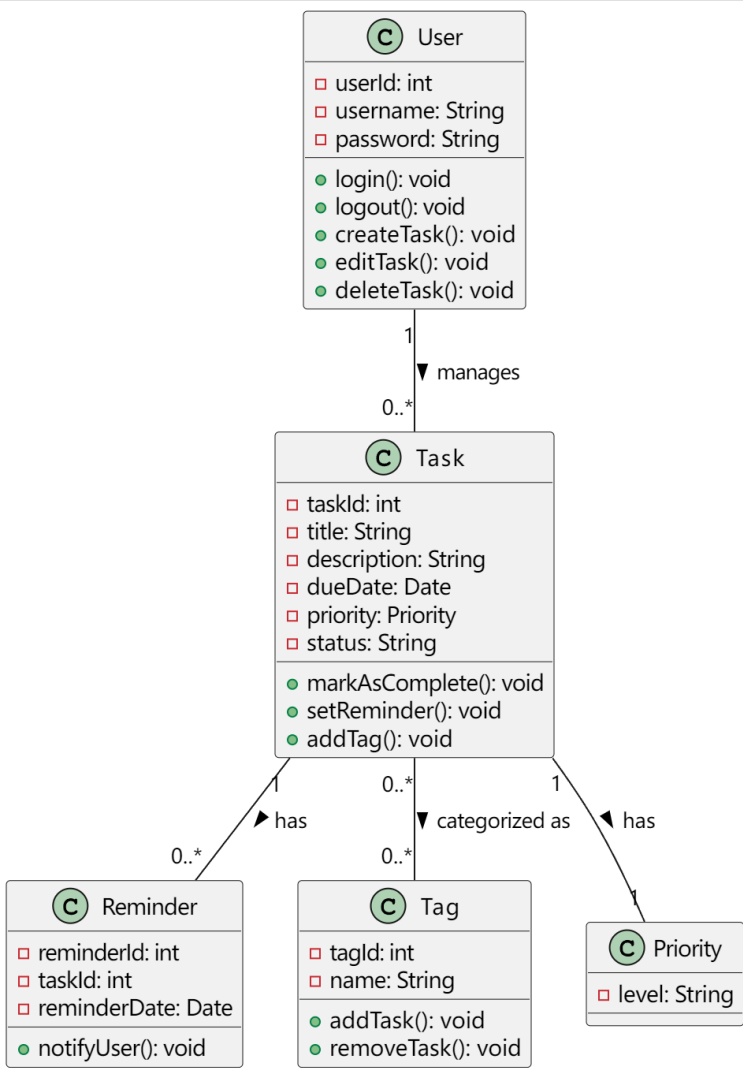 C User
userId: int
username: String
password: String
login(): void
logout(): void
createTask(): void
editTask(): void
deleteTask(): void
1
manages
0..*
C Task
taskId: int
title: String
description: String
dueDate: Date
priority: Priority
status: String
markAsComplete(): void
setReminder(): void
addTag(): void
1
has
0..*
0..*
categorized as
0..*
1
has
1
C Reminder
reminderId: int
taskId: int
reminderDate: Date
notifyUser(): void
C Tag
tagId: int
name: String
addTask(): void
removeTask(): void
C Priority
level: String